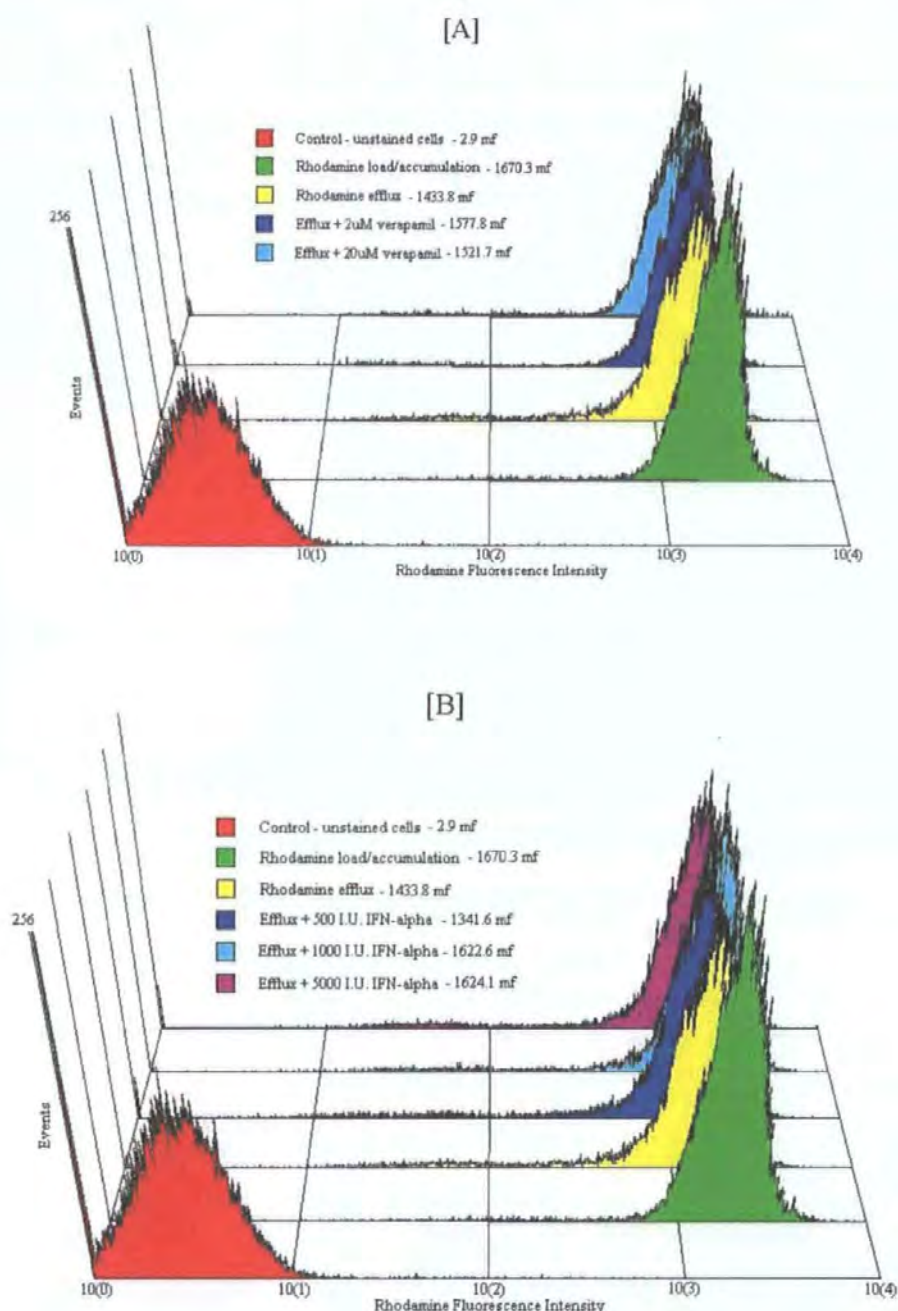 [A]
Control - unstained cells - 2.9 mf
Rhodamine load/accumulation - 1670.3 mf
Rhodamine efflux - 1433.8 mf
Efflux + 2uM verapamil - 1577.8 mf
Efflux + 20uM verapamil - 1521.7 mf
256
Events
10(0) 10(1) 10(2) 10(3) 10(4)
Rhodamine Fluorescence Intensity
[B]
Control - unstained cells - 2.9 mf
Rhodamine load/accumulation - 1670.3 mf
Rhodamine efflux - 1433.8 mf
Efflux + 500 I.U. IFN-alpha - 1341.6 mf
Efflux + 1000 I.U. IFN-alpha - 1622.6 mf
Efflux + 5000 I.U. IFN-alpha - 1624.1 mf
256
Events
10(0) 10(1) 10(2) 10(3) 10(4)
Rhodamine Fluorescence Intensity